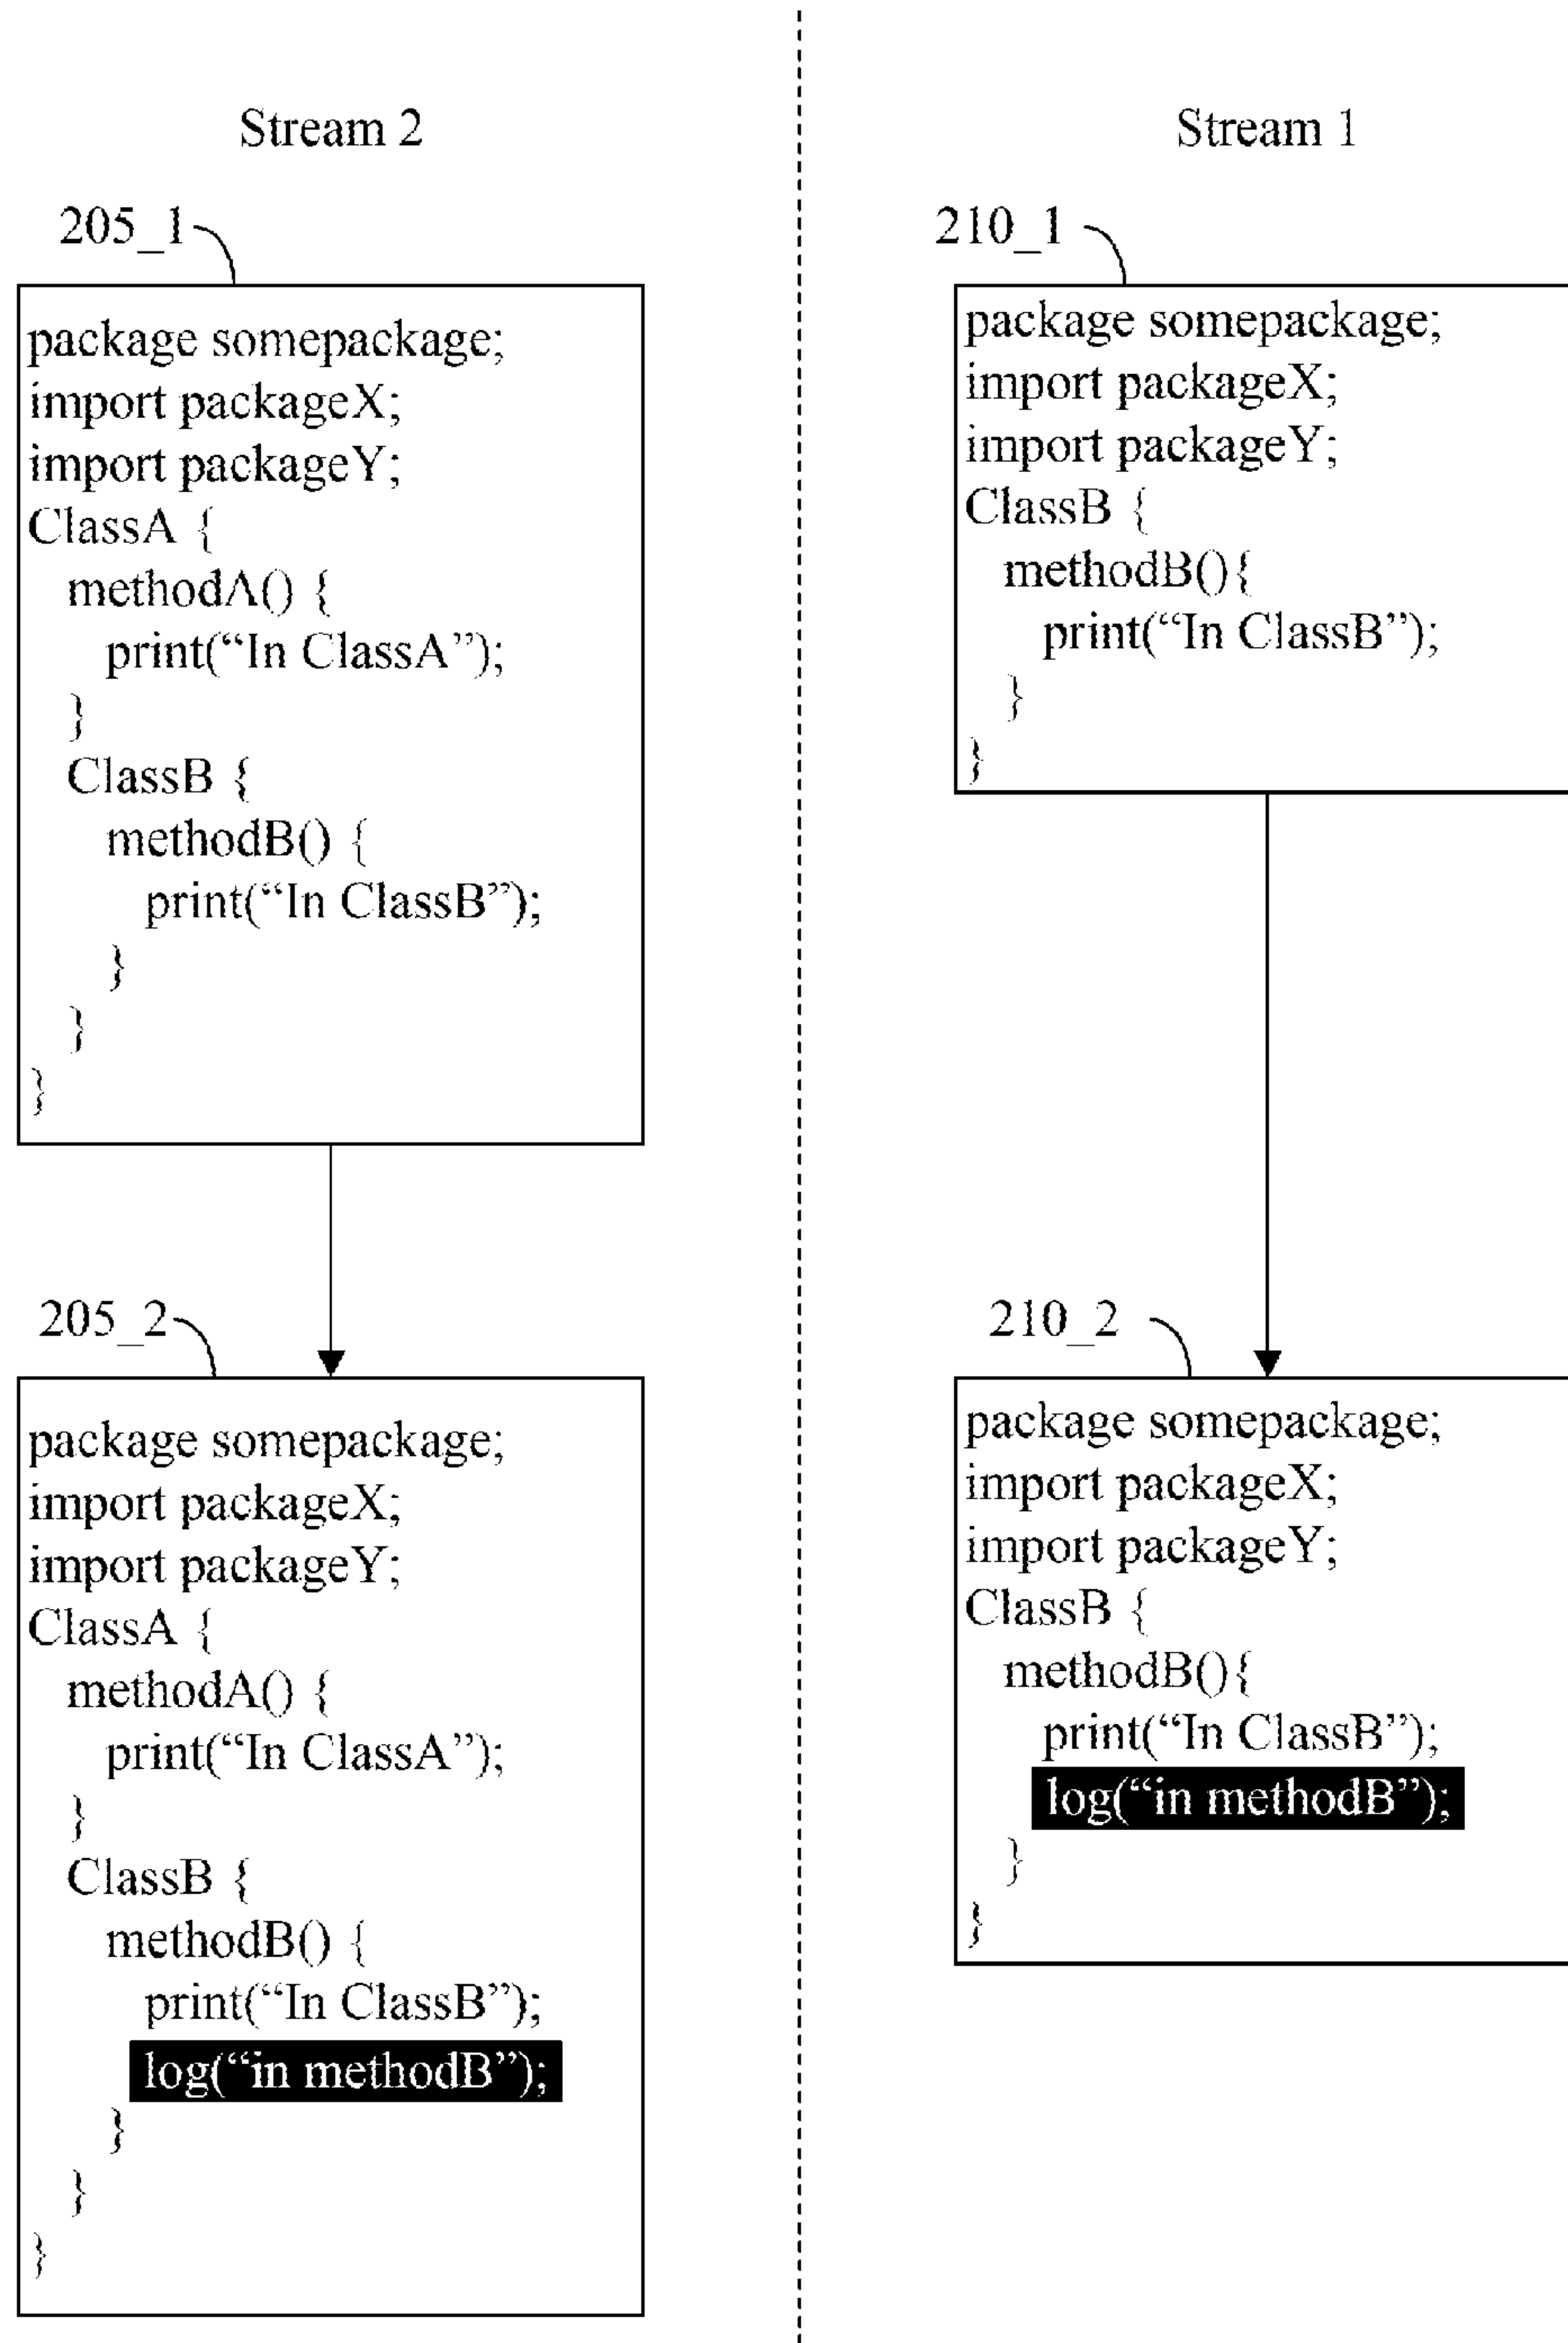 Stream 2
205_1
package somepackage;
import packageX;
import packageY;
ClassA {
methodA() {
print(“In ClassA”);
}
ClassB {
methodB() {
print(“In ClassB”);
}
}
}
205_2
package somepackage;
import packageX;
import packageY;
ClassA {
methodA() {
print(“In ClassA”);
}
ClassB {
methodB() {
print(“In ClassB”);
log(“in methodB”);
}
}
}
Stream 1
210_1
package somepackage;
import packageX;
import packageY;
ClassB {
methodB(){
print(“In ClassB”);
}
}
210_2
package somepackage;
import packageX;
import packageY;
ClassB {
methodB(){
print(“In ClassB”);
log(“in methodB”);
}
}